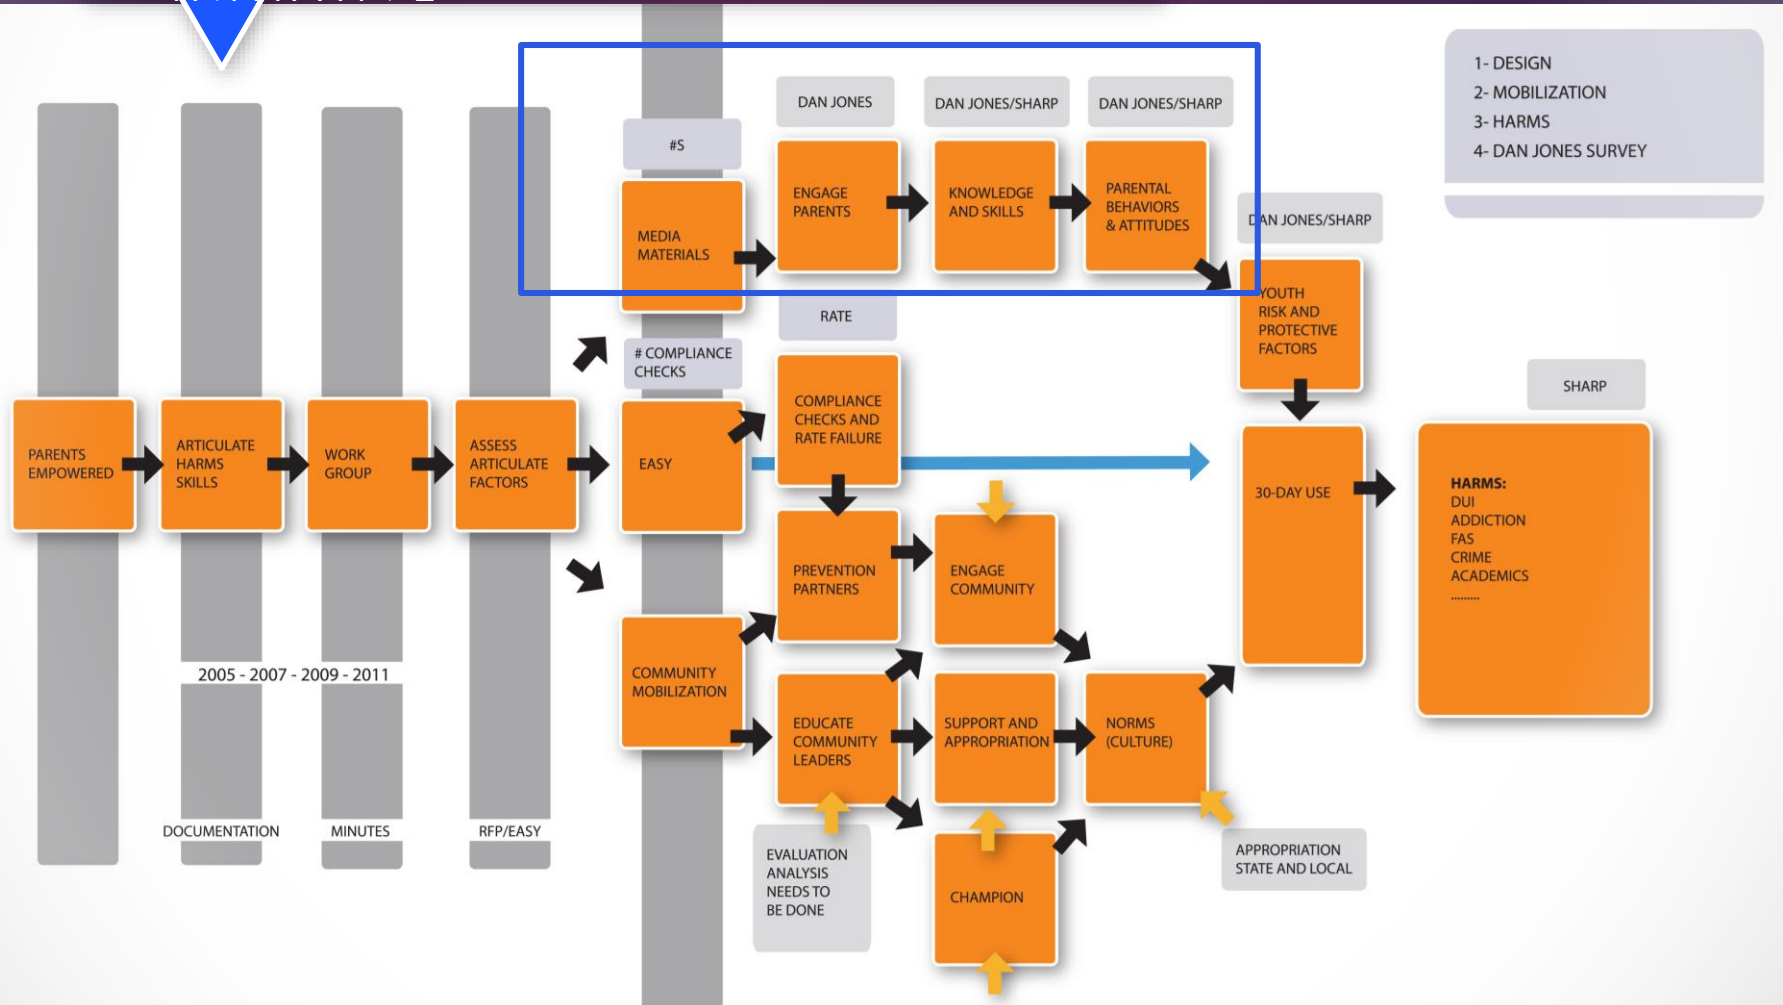 1- DESIGN
2- MOBILIZATION
3- HARMS
4- DAN JONES SURVEY
DAN JONES
DAN JONES/SHARP
DAN JONES/SHARP
#S
ENGAGE
PARENTS
KNOWLEDGE
AND SKILLS
PARENTAL
BEHAVIORS
& ATTITUDES
MEDIA
MATERIALS
DAN JONES/SHARP
YOUTH
RISK AND
PROTECTIVE
FACTORS
RATE
# COMPLIANCE
CHECKS
COMPLIANCE
CHECKS AND
RATE FAILURE
SHARP
PARENTS
EMPOWERED
ARTICULATE
HARMS
SKILLS
WORK
GROUP
ASSESS
ARTICULATE
FACTORS
EASY
30-DAY USE
HARMS:
DUI
ADDICTION
FAS
CRIME
ACADEMICS
.........
PREVENTION
PARTNERS
ENGAGE
COMMUNITY
COMMUNITY
MOBILIZATION
2005 - 2007 - 2009 - 2011
EDUCATE
COMMUNITY
LEADERS
SUPPORT AND
APPROPRIATION
NORMS
(CULTURE)
DOCUMENTATION
MINUTES
RFP/EASY
EVALUATION
ANALYSIS
NEEDS TO
BE DONE
CHAMPION
APPROPRIATION
STATE AND LOCAL